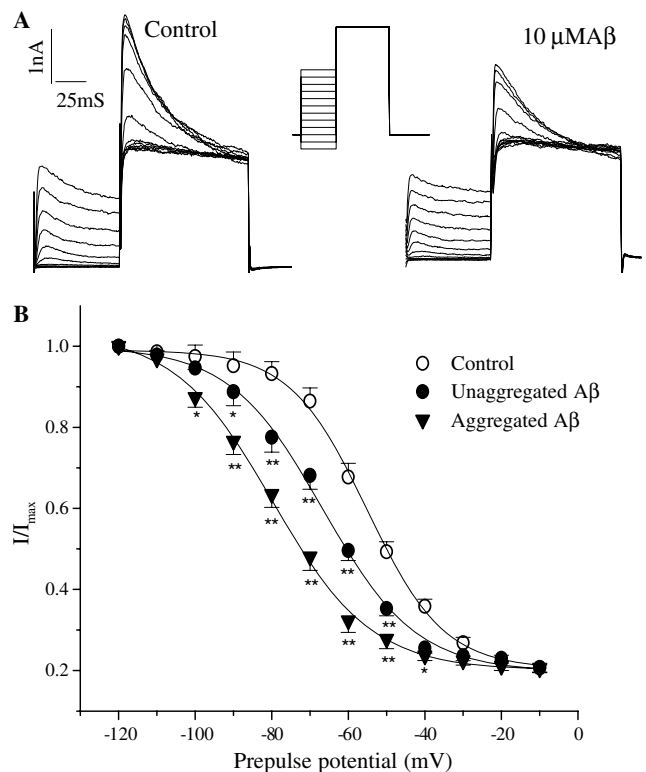 A
Control
10 μMAβ
1nA
25mS
B
Control
Unaggregated Aβ
Aggregated Aβ
1.0
0.8
0.6
0.4
0.2
I/Imax
* * ** ** ** ** ** ** ** ** ** *
-120 -100 -80 -60 -40 -20 0
Prepulse potential (mV)